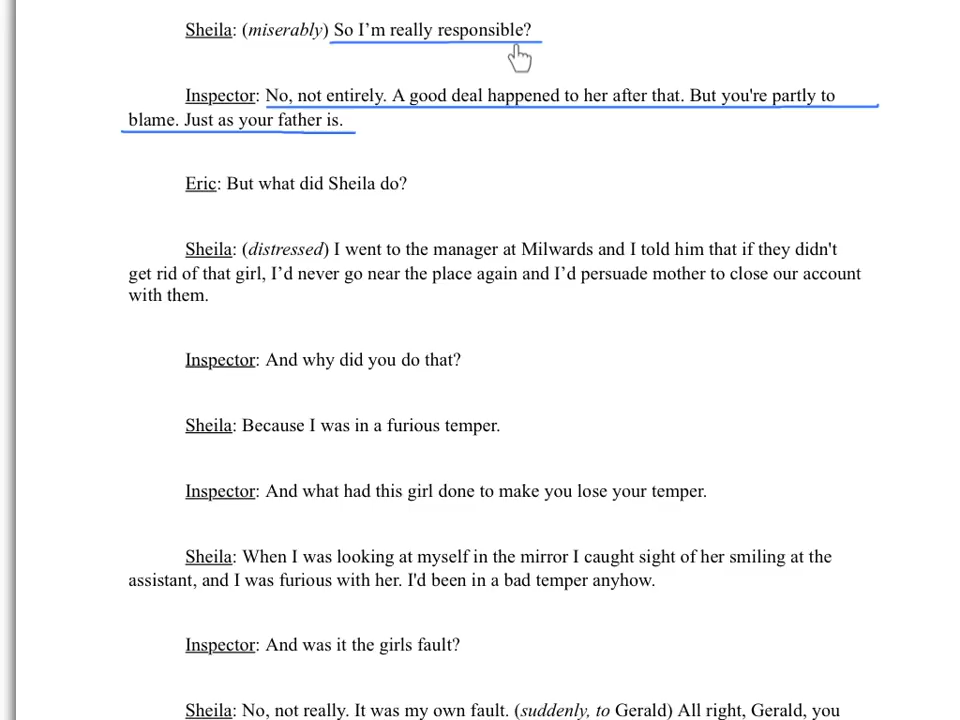 Sheila: (miserably) So I’m really responsible?
Inspector: No, not entirely. A good deal happened to her after that. But you're partly to
blame. Just as your father is.
Eric: But what did Sheila do?
Sheila: (distressed) I went to the manager at Milwards and I told him that if they didn't
get rid of that girl, I’d never go near the place again and I’d persuade mother to close our account
with them.
Inspector: And why did you do that?
Sheila: Because I was in a furious temper.
Inspector: And what had this girl done to make you lose your temper.
Sheila: When I was looking at myself in the mirror I caught sight of her smiling at the
assistant, and I was furious with her. I'd been in a bad temper anyhow.
Inspector: And was it the girls fault?
Sheila: No, not really. It was my own fault. (suddenly, to Gerald) All right, Gerald, you